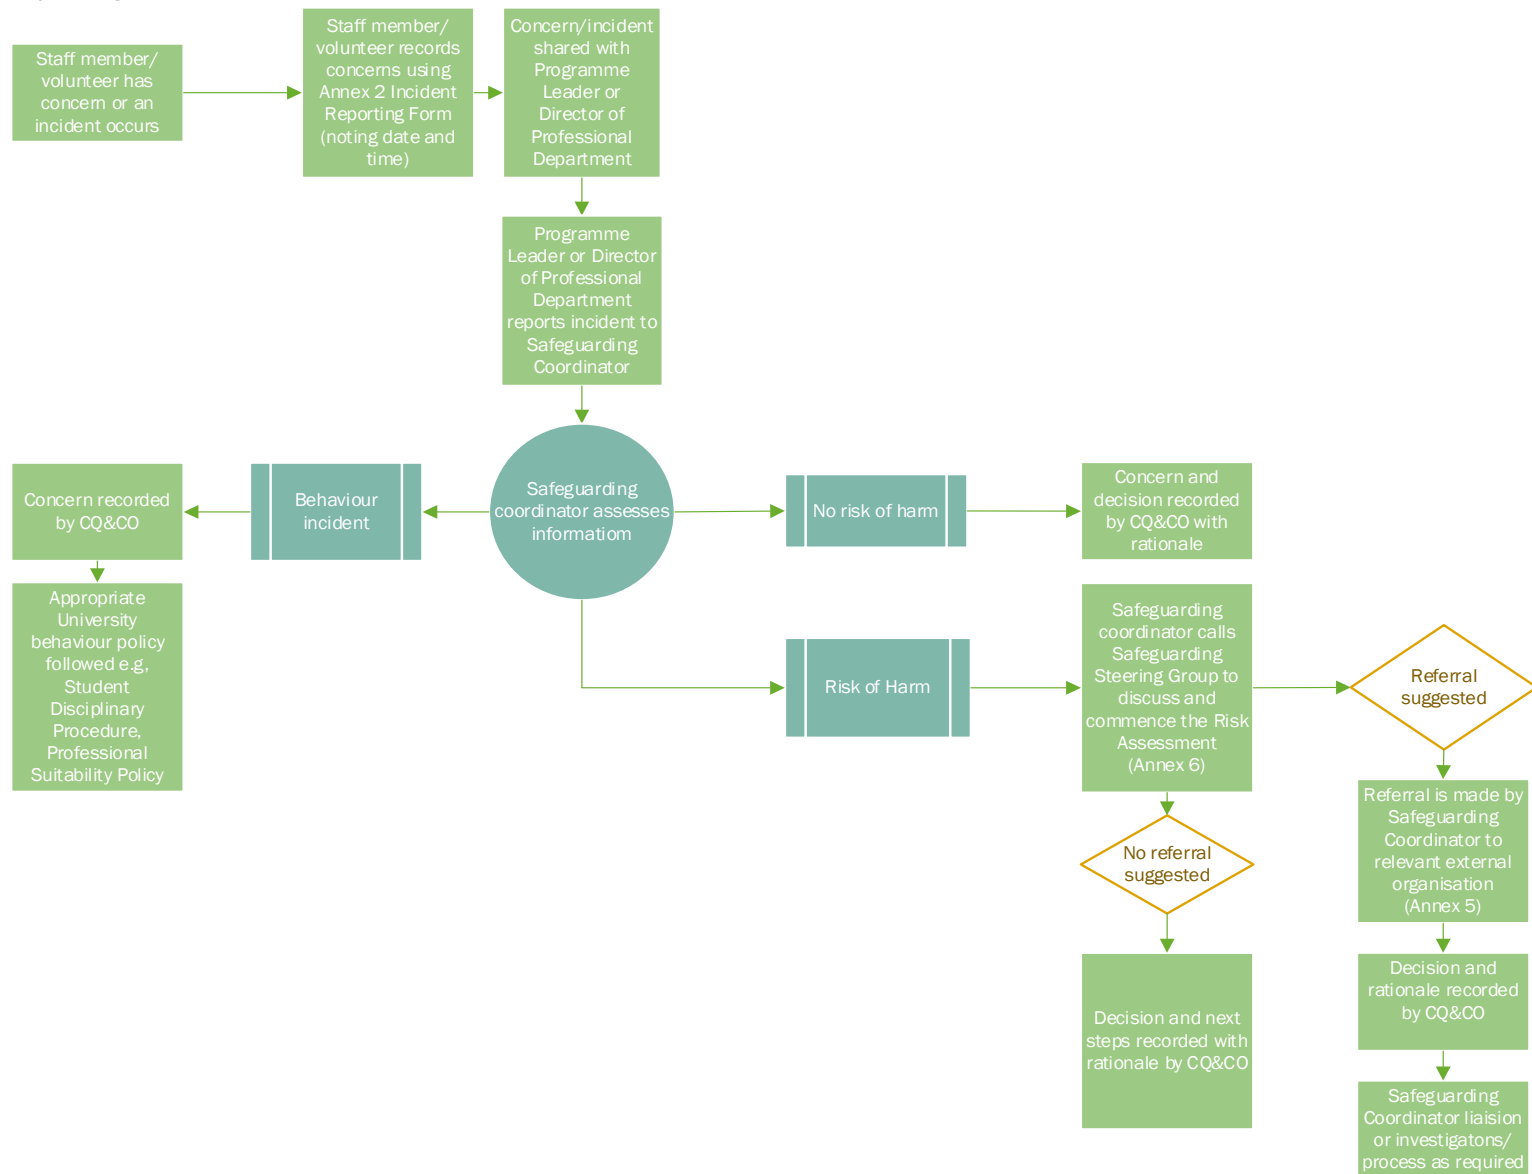 Staff member/
volunteer has
concern or an
incident occurs
Staff member/
volunteer records
concerns using
Annex 2 Incident
Reporting Form
(noting date and
time)
Concern/incident
shared with
Programme
Leader or
Director of
Professional
Department
Programme
Leader or Director
of Professional
Department
reports incident to
Safeguarding
Coordinator
Safeguarding
coordinator assesses
informatiom
Behaviour
incident
Concern recorded
by CQ&CO
Appropriate
University
behaviour policy
followed e.g,
Student
Disciplinary
Procedure,
Professional
Suitability Policy
No risk of harm
Concern and
decision recorded
by CQ&CO with
rationale
Risk of Harm
Safeguarding
coordinator calls
Safeguarding
Steering Group to
discuss and
commence the Risk
Assessment
(Annex 6)
No referral
suggested
Decision and next
steps recorded with
rationale by CQ&CO
Referral
suggested
Referral is made by
Safeguarding
Coordinator to
relevant external
organisation
(Annex 5)
Decision and
rationale recorded
by CQ&CO
Safeguarding
Coordinator liaision
or investigatons/
process as required